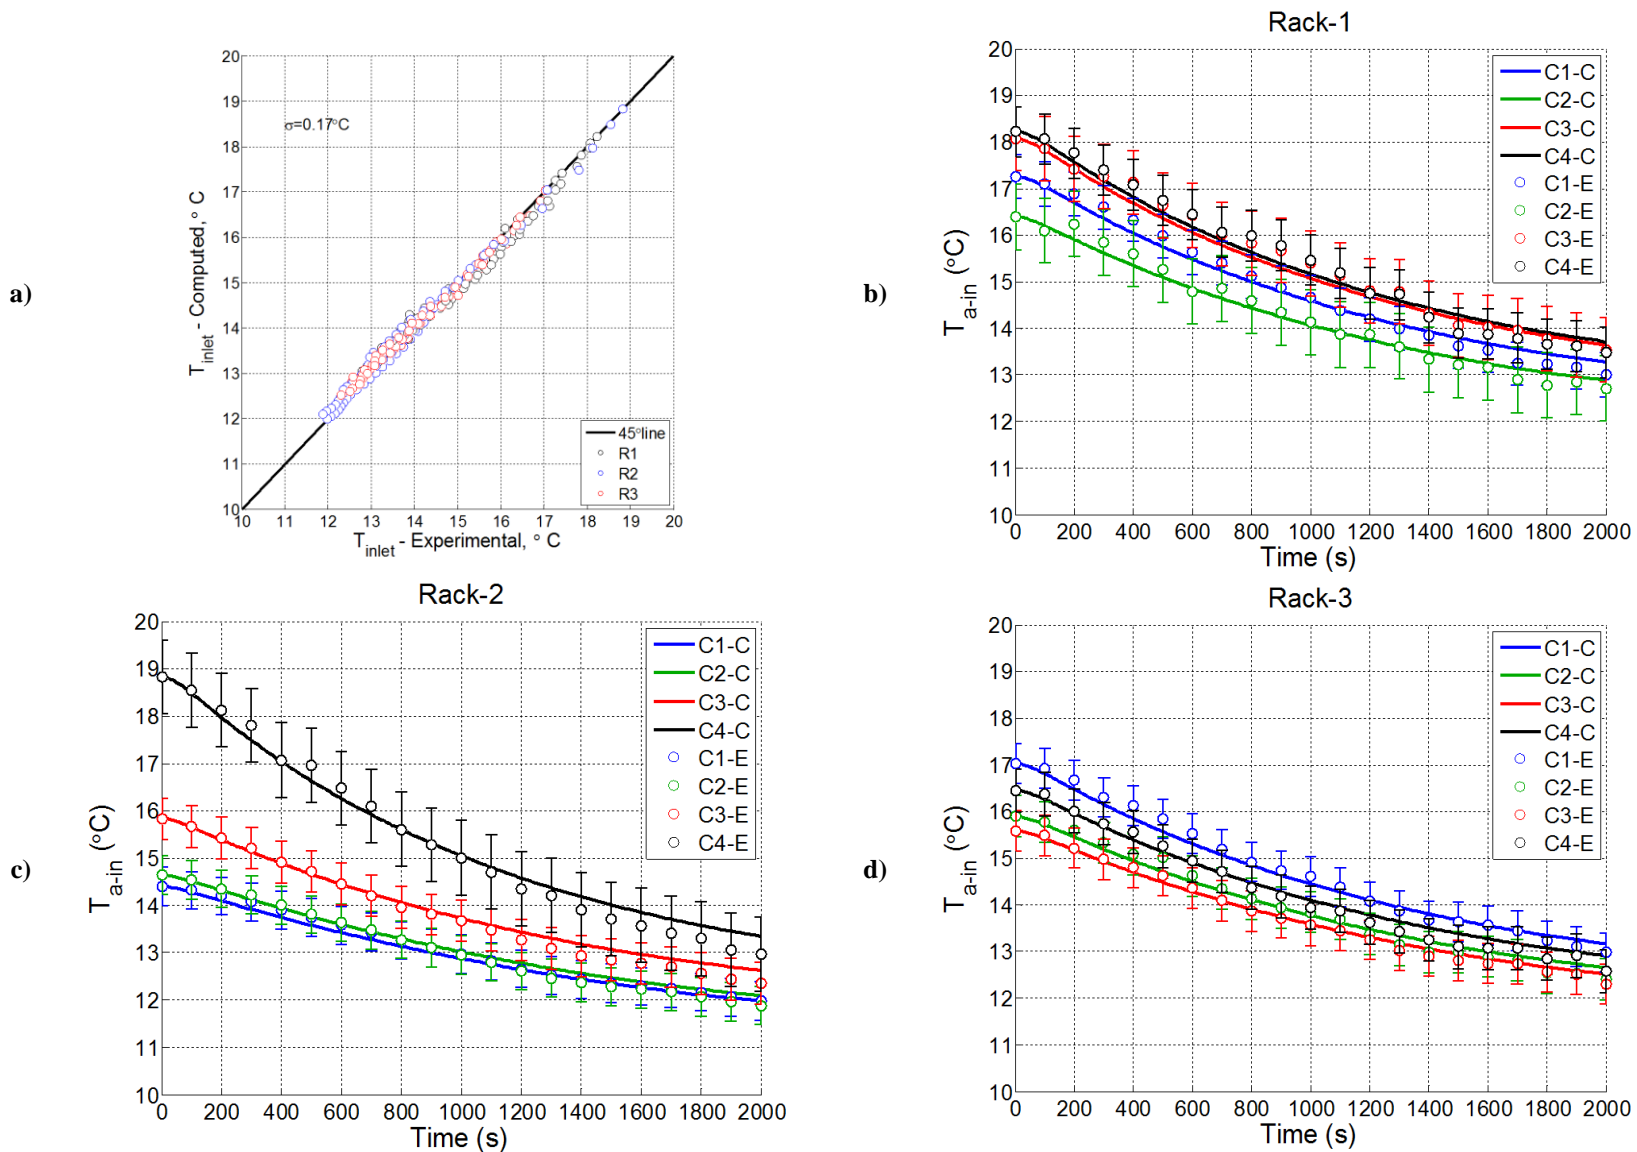 a)
20
19
18
17
16
15
14
13
12
11
10
T_inlet - Computed, ° C
σ=0.17°C
45°line
R1
R2
R3
10 11 12 13 14 15 16 17 18 19 20
T_inlet - Experimental, ° C
b)
Rack-1
20
19
18
17
16
15
14
13
12
11
10
T_a-in (°C)
C1-C
C2-C
C3-C
C4-C
C1-E
C2-E
C3-E
C4-E
0 200 400 600 800 1000 1200 1400 1600 1800 2000
Time (s)
c)
Rack-2
20
19
18
17
16
15
14
13
12
11
10
T_a-in (°C)
C1-C
C2-C
C3-C
C4-C
C1-E
C2-E
C3-E
C4-E
0 200 400 600 800 1000 1200 1400 1600 1800 2000
Time (s)
d)
Rack-3
20
19
18
17
16
15
14
13
12
11
10
T_a-in (°C)
C1-C
C2-C
C3-C
C4-C
C1-E
C2-E
C3-E
C4-E
0 200 400 600 800 1000 1200 1400 1600 1800 2000
Time (s)